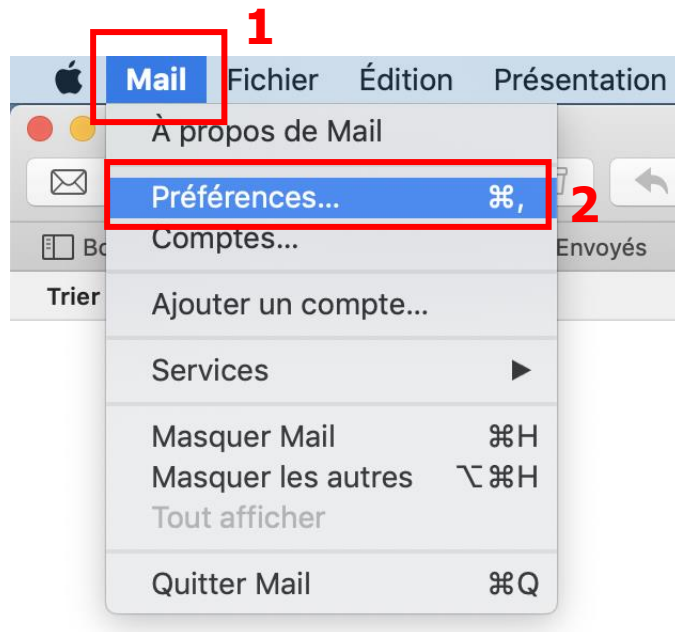 1
Mail Fichier Édition Présentation
À propos de Mail
Préférences... ⌘,
2
Comptes...
Envoyés
Trier
Ajouter un compte...
Services ▶
Masquer Mail ⌘H
Masquer les autres ⌥⌘H
Tout afficher
Quitter Mail ⌘Q